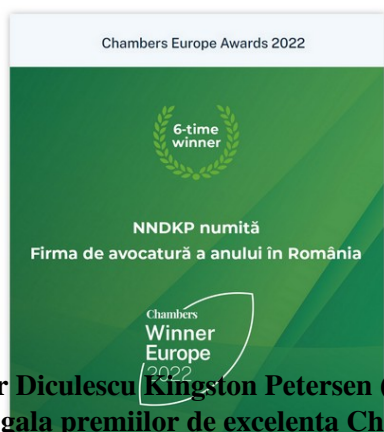 Chambers Europe Awards 2022
6-time
winner
NNDKP numită
Firma de avocatură a anului în România
Chambers
Winner
Europe
2022
Diculescu Kingston Petersen (
gala premiilor de excelenta Ch